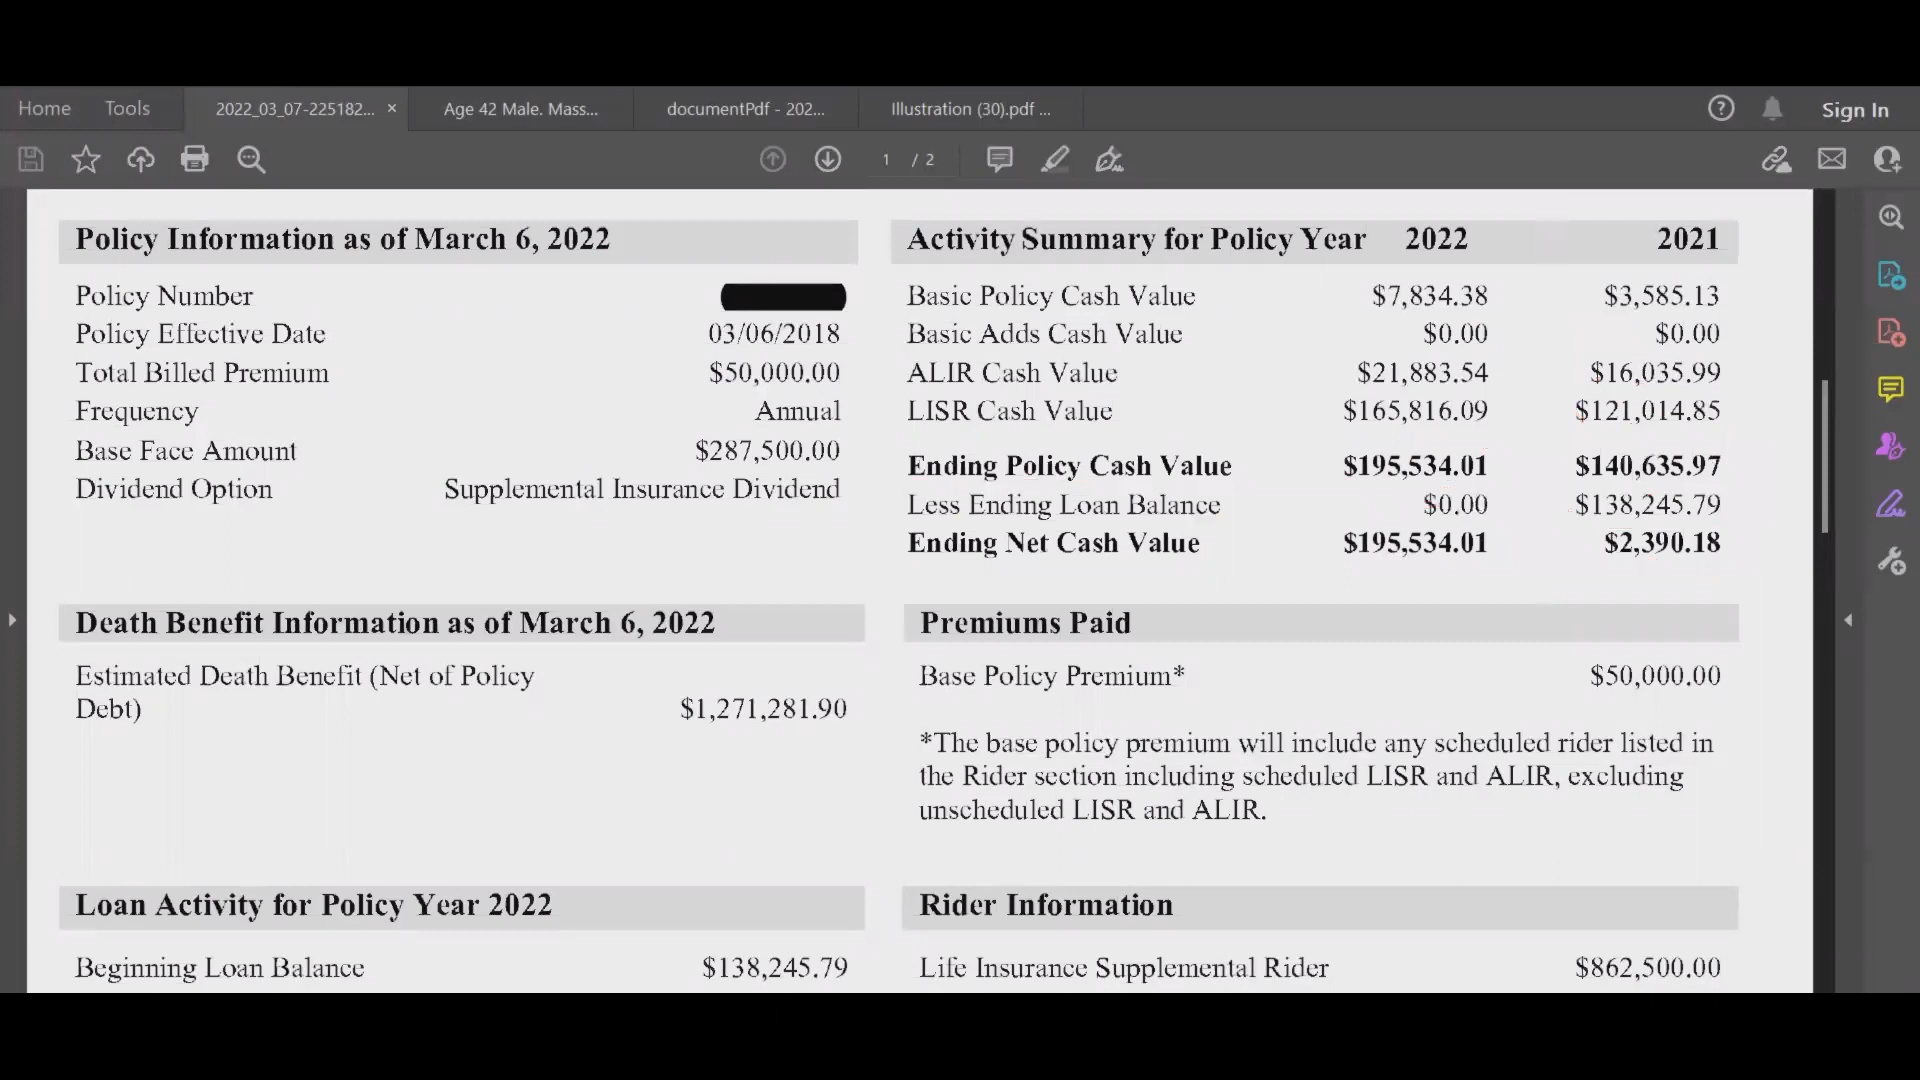 Home Tools 2022_03_07-225182... × Age 42 Male. Mass... documentPdf - 202... Illustration (30).pdf ... Sign In
1 / 2
Policy Information as of March 6, 2022
Policy Number
Policy Effective Date 03/06/2018
Total Billed Premium $50,000.00
Frequency Annual
Base Face Amount $287,500.00
Dividend Option Supplemental Insurance Dividend
Activity Summary for Policy Year 2022 2021
Basic Policy Cash Value $7,834.38 $3,585.13
Basic Adds Cash Value $0.00 $0.00
ALIR Cash Value $21,883.54 $16,035.99
LISR Cash Value $165,816.09 $121,014.85
Ending Policy Cash Value $195,534.01 $140,635.97
Less Ending Loan Balance $0.00 $138,245.79
Ending Net Cash Value $195,534.01 $2,390.18
Death Benefit Information as of March 6, 2022
Estimated Death Benefit (Net of Policy
Debt) $1,271,281.90
Premiums Paid
Base Policy Premium* $50,000.00
*The base policy premium will include any scheduled rider listed in
the Rider section including scheduled LISR and ALIR, excluding
unscheduled LISR and ALIR.
Loan Activity for Policy Year 2022
Beginning Loan Balance $138,245.79
Rider Information
Life Insurance Supplemental Rider $862,500.00